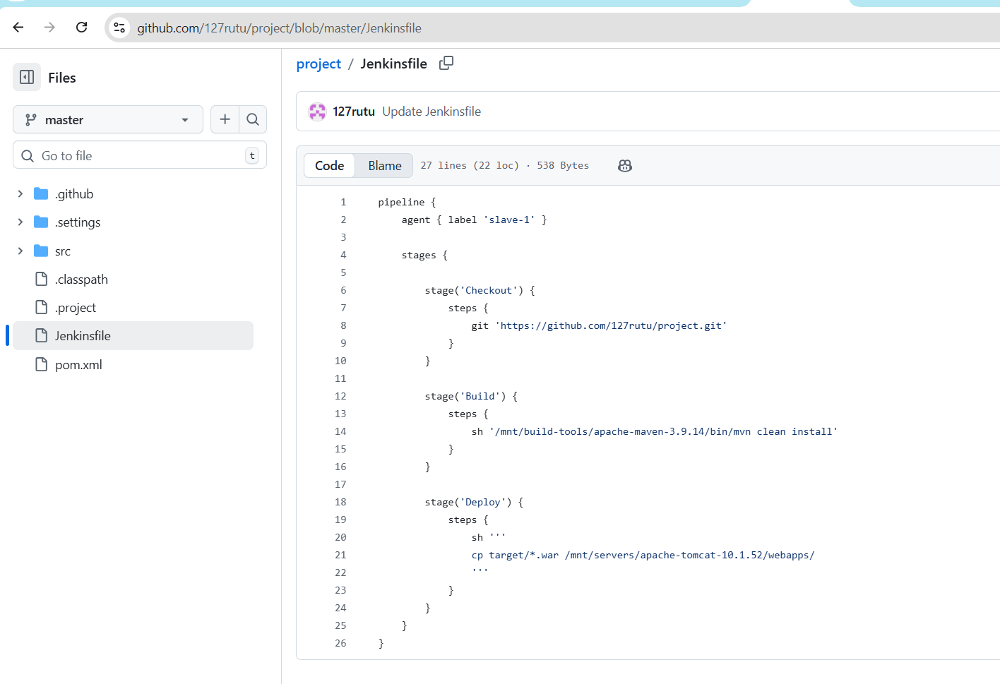 github.com/127rutu/project/blob/master/Jenkinsfile
Files
master
Go to file
t
.github
.settings
src
.classpath
.project
Jenkinsfile
pom.xml
project / Jenkinsfile
127rutu Update Jenkinsfile
Code Blame 27 lines (22 loc) · 538 Bytes
1 pipeline {
2     agent { label 'slave-1' }
3
4     stages {
5
6         stage('Checkout') {
7             steps {
8                 git 'https://github.com/127rutu/project.git'
9             }
10         }
11
12         stage('Build') {
13             steps {
14                 sh '/mnt/build-tools/apache-maven-3.9.14/bin/mvn clean install'
15             }
16         }
17
18         stage('Deploy') {
19             steps {
20                 sh '''
21                 cp target/*.war /mnt/servers/apache-tomcat-10.1.52/webapps/
22                 '''
23             }
24         }
25     }
26 }